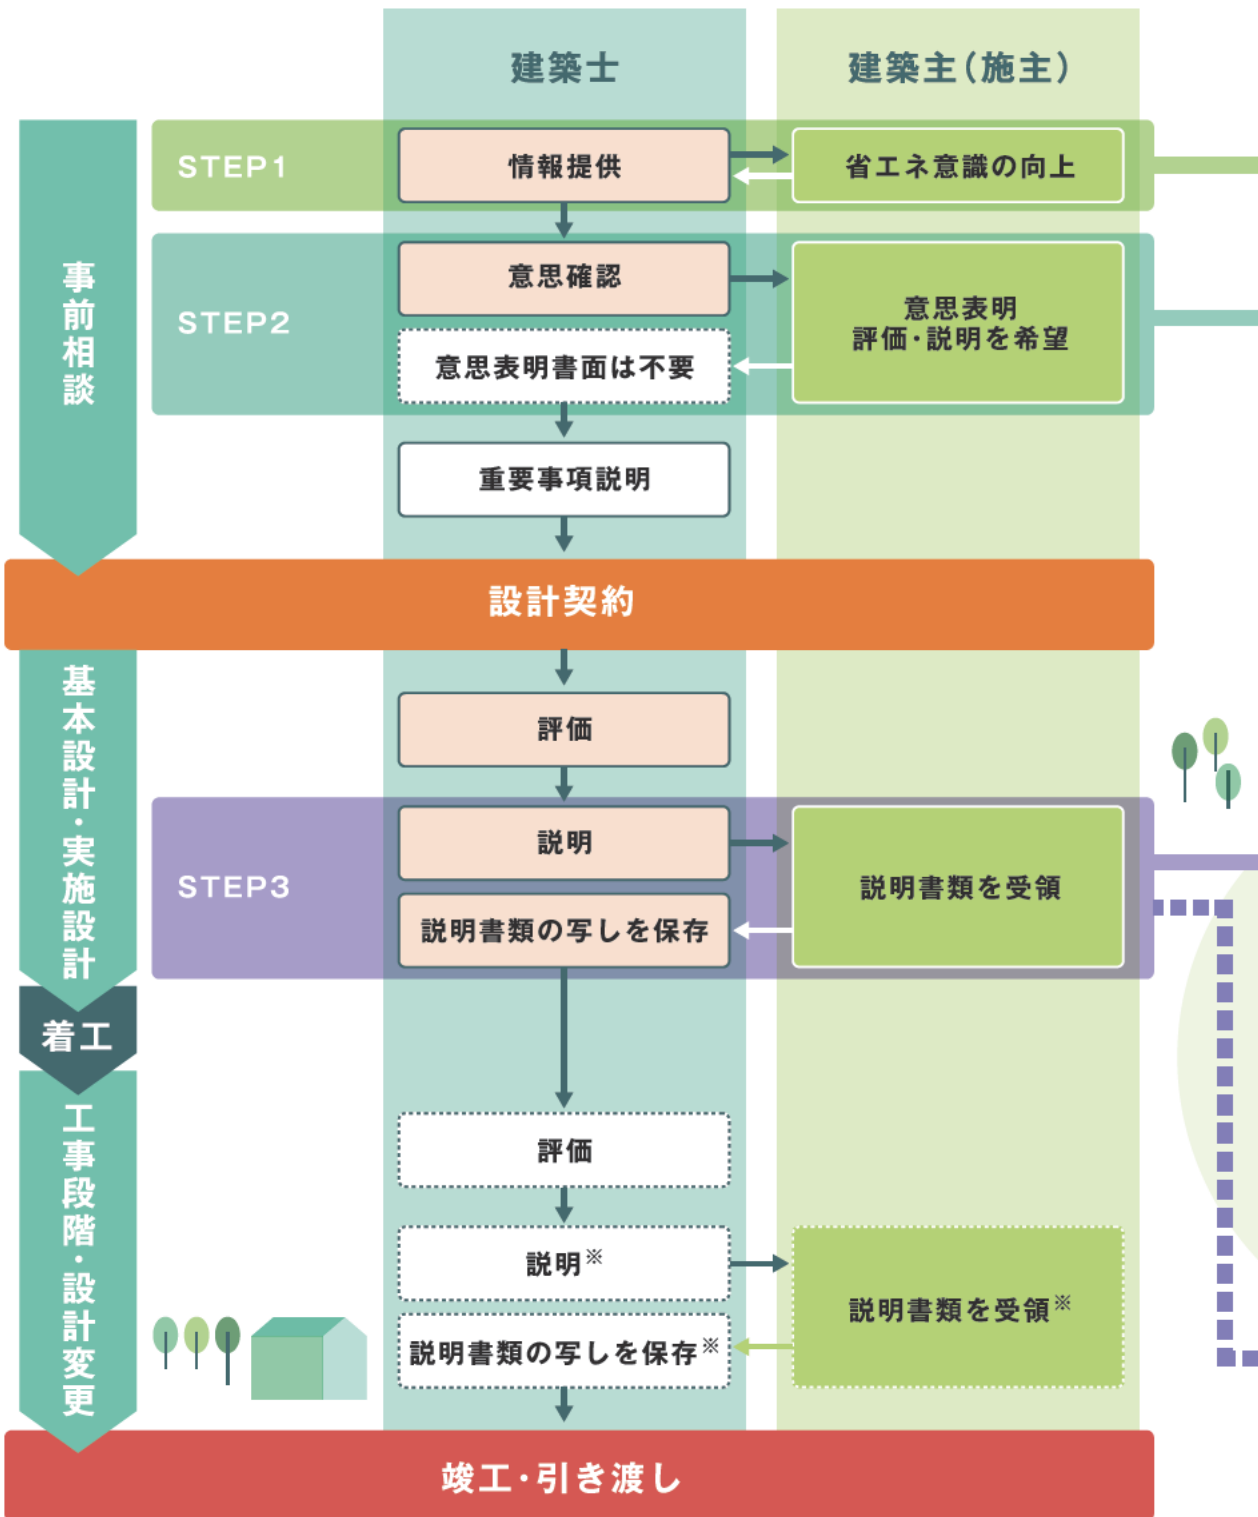 建築士
建築主（施主）
事前相談
STEP1
情報提供
省エネ意識の向上
STEP2
意思確認
意思表明書面は不要
意思表明
評価・説明を希望
重要事項説明
設計契約
基本設計・実施設計
評価
STEP3
説明
説明書類の写しを保存
説明書類を受領
着工
工事段階・設計変更
評価
説明※
説明書類の写しを保存※
説明書類を受領※
竣工・引き渡し